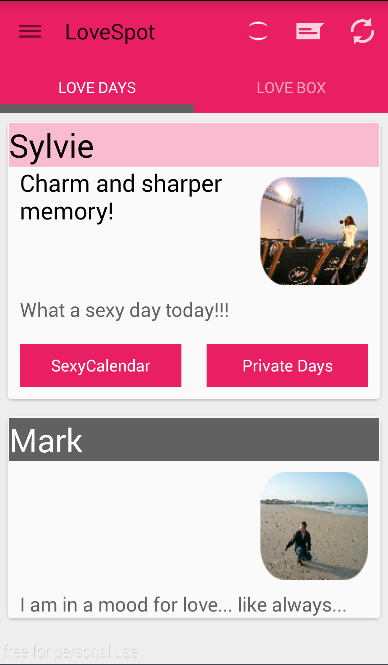 LoveSpot
LOVE DAYS
LOVE BOX
Sylvie
Charm and sharper
memory!
What a sexy day today!!!
SexyCalendar
Private Days
Mark
I am in a mood for love... like always...
free for personal use